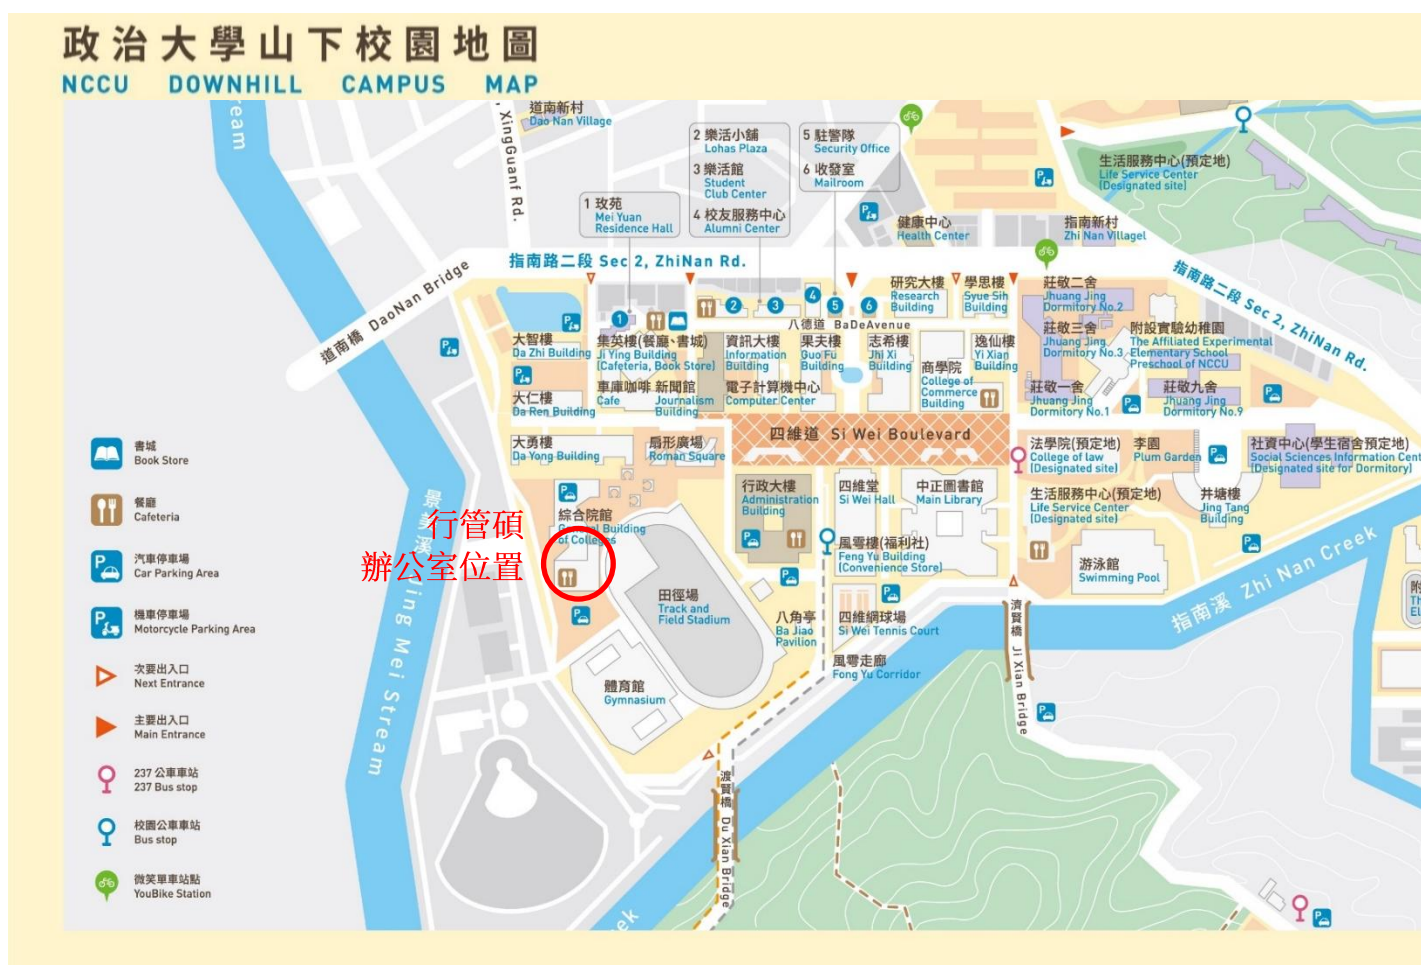 政治大學山下校園地圖
NCCU DOWNHILL CAMPUS MAP
道南新村
Dao Nan Village
XingGuanf Rd.
2 樂活小舖
Lohas Plaza
3 樂活館
Student
Club Center
4 校友服務中心
Alumni Center
5 駐警隊
Security Office
6 收發室
Mailroom
1 玫苑
Mei Yuan
Residence Hall
生活服務中心(預定地)
Life Service Center
(Designated site)
健康中心
Health Center
指南新村
Zhi Nan Villagel
指南路二段 Sec 2, ZhiNan Rd.
指南路二段 Sec 2, ZhiNan Rd.
道南橋 DaoNan Bridge
研究大樓
Research
Building
學思樓
Syue Sih
Building
莊敬二舍
Jhuang Jing
Dormitory No.2
1
2
3
4
5
6
八德道 BaDeAvenue
大智樓
Da Zhi Building
集英樓(餐廳、書城)
Ji Ying Building
(Cafeteria, Book Store)
資訊大樓
Information
Building
果夫樓
Guo Fu
Building
志希樓
Jhi Xi
Building
逸仙樓
Yi Xian
Building
莊敬三舍
Jhuang Jing
Dormitory No.3
附設實驗幼稚園
The Affiliated Experimental
Elementary School
Preschool of NCCU
商學院
College of
Commerce
Building
大仁樓
Da Ren Building
車庫咖啡
Cafe
新聞館
Journalism
Building
電子計算機中心
Computer Center
莊敬一舍
Jhuang Jing
Dormitory No.1
莊敬九舍
Jhuang Jing
Dormitory No.9
大勇樓
Da Yong Building
扇形廣場
Roman Square
四維道 Si Wei Boulevard
法學院(預定地)
College of law
(Designated site)
李園
Plum Garden
社資中心(學生宿舍預定地)
Social Sciences Information Cent
(Designated site for Dormitory)
綜合院館
General Building
of Colleges
行政大樓
Administration
Building
四維堂
Si Wei Hall
中正圖書館
Main Library
生活服務中心(預定地)
Life Service Center
(Designated site)
井塘樓
Jing Tang
Building
行管碩
辦公室位置
風雩樓(福利社)
Feng Yu Building
(Convenience Store)
游泳館
Swimming Pool
田徑場
Track and
Field Stadium
八角亭
Ba Jiao
Pavilion
四維網球場
Si Wei Tennis Court
風雩走廊
Fong Yu Corridor
體育館
Gymnasium
濟賢橋 Ji Xian Bridge
渡賢橋 Du Xian Bridge
指南溪 Zhi Nan Creek
景美溪 Jing Mei Stream
書城
Book Store
餐廳
Cafeteria
汽車停車場
Car Parking Area
機車停車場
Motorcycle Parking Area
次要出入口
Next Entrance
主要出入口
Main Entrance
237 公車車站
237 Bus stop
校園公車車站
Bus stop
微笑單車站點
YouBike Station